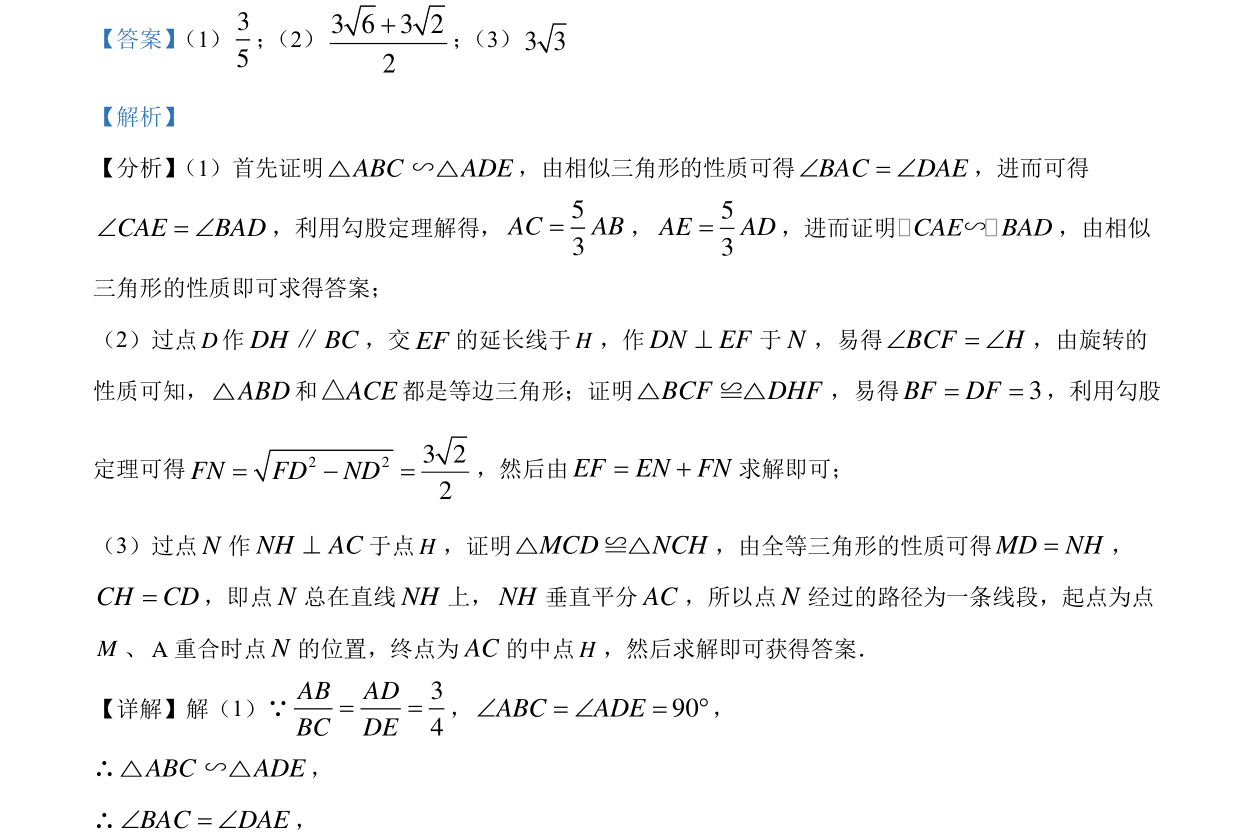 【答案】（1）3/5；（2）(3√6+3√2)/2；（3）3√3
【解析】
【分析】（1）首先证明△ABC∽△ADE，由相似三角形的性质可得∠BAC=∠DAE，进而可得
∠CAE=∠BAD，利用勾股定理解得，AC=5/3 AB，AE=5/3 AD，进而证明□CAE∽□BAD，由相似
三角形的性质即可求得答案；
（2）过点D作DH∥BC，交EF的延长线于H，作DN⊥EF于N，易得∠BCF=∠H，由旋转的
性质可知，△ABD和△ACE都是等边三角形；证明△BCF≌△DHF，易得BF=DF=3，利用勾股
定理可得FN=√(FD²−ND²)=3√2/2，然后由EF=EN+FN求解即可；
（3）过点N作NH⊥AC于点H，证明△MCD≌△NCH，由全等三角形的性质可得MD=NH，
CH=CD，即点N总在直线NH上，NH垂直平分AC，所以点N经过的路径为一条线段，起点为点
M、A重合时点N的位置，终点为AC的中点H，然后求解即可获得答案．
【详解】解（1）∵AB/BC=AD/DE=3/4，∠ABC=∠ADE=90°，
∴△ABC∽△ADE，
∴∠BAC=∠DAE，